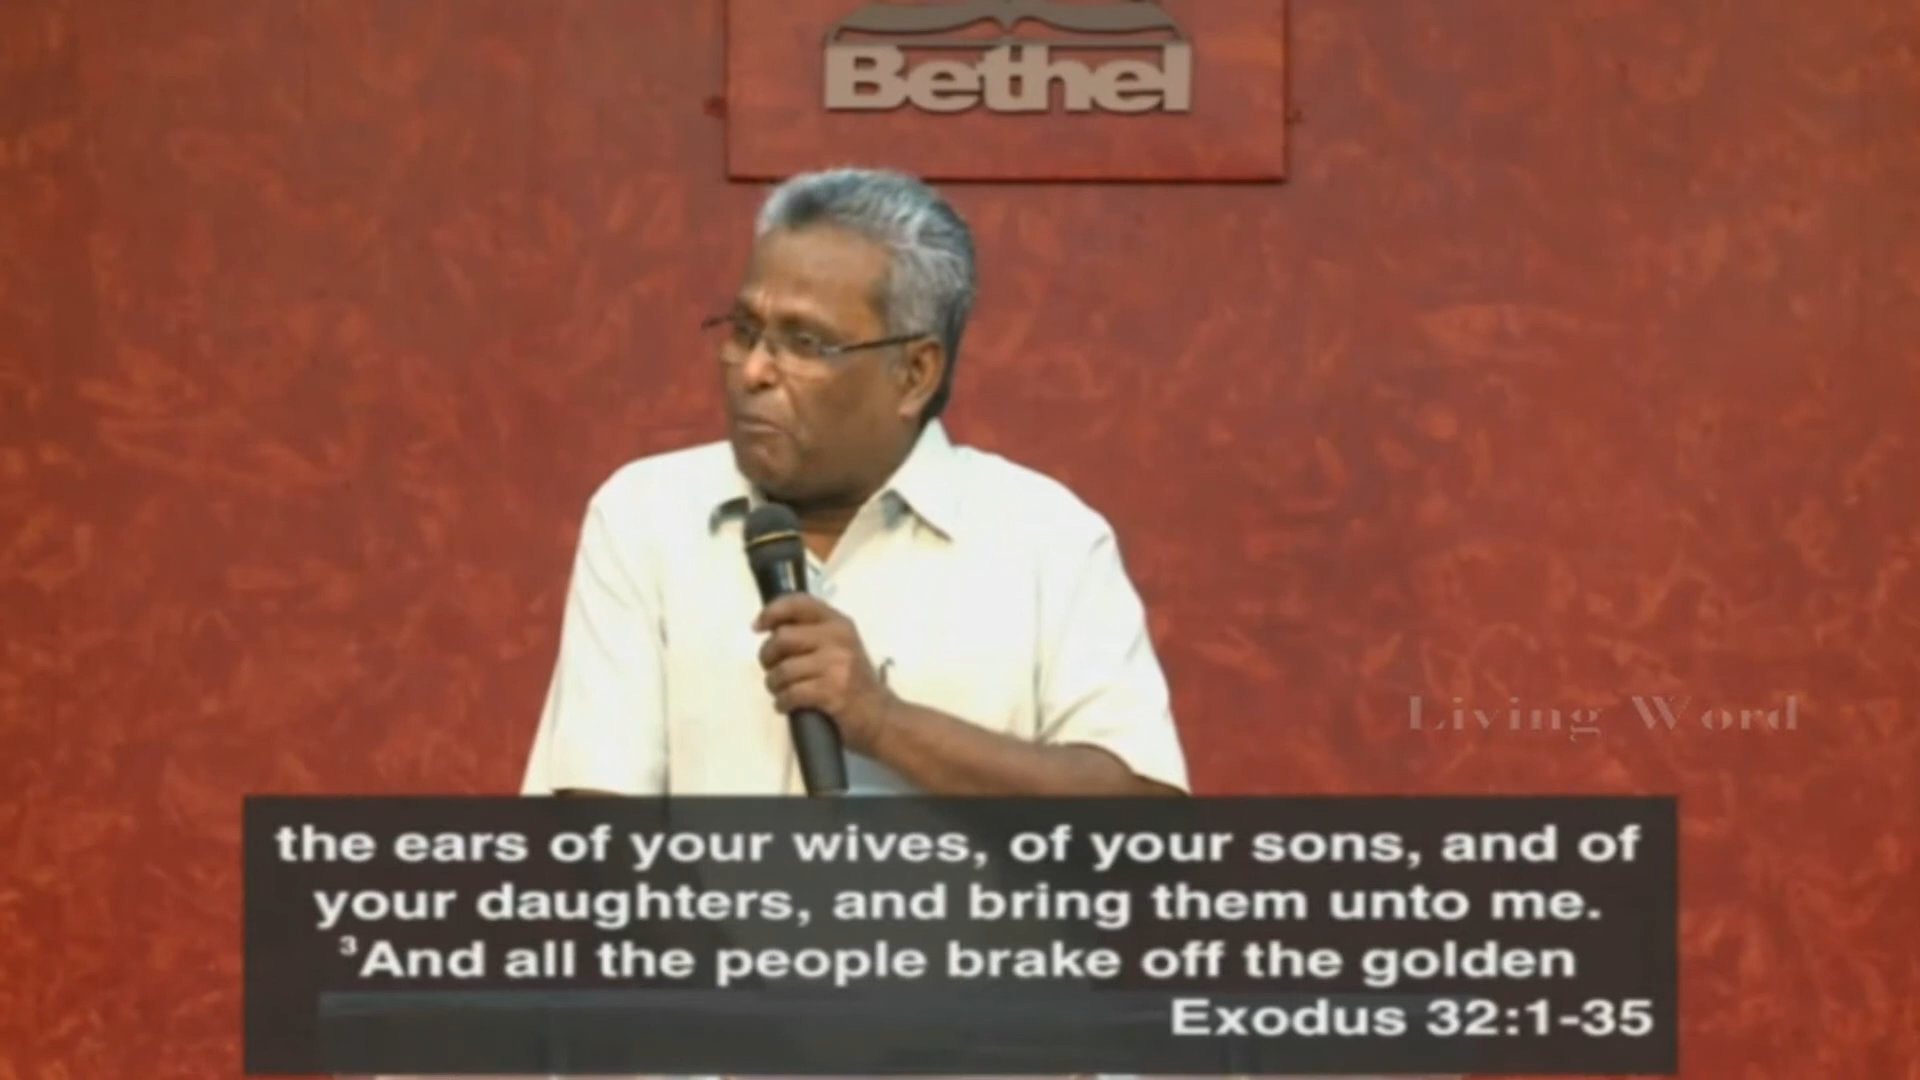 Bethel
Living Word
the ears of your wives, of your sons, and of
your daughters, and bring them unto me.
³And all the people brake off the golden
Exodus 32:1-35